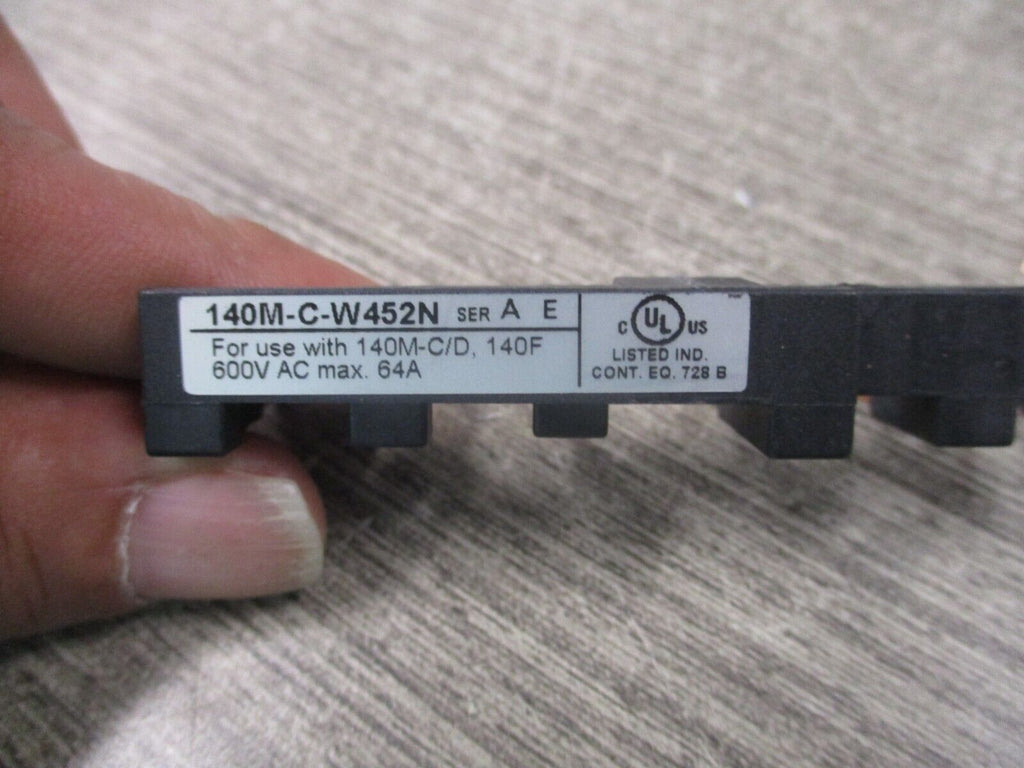 140M-C-W452N SER A E
For use with 140M-C/D, 140F
600V AC max. 64A
C UL US
LISTED IND.
CONT. EQ. 728 B